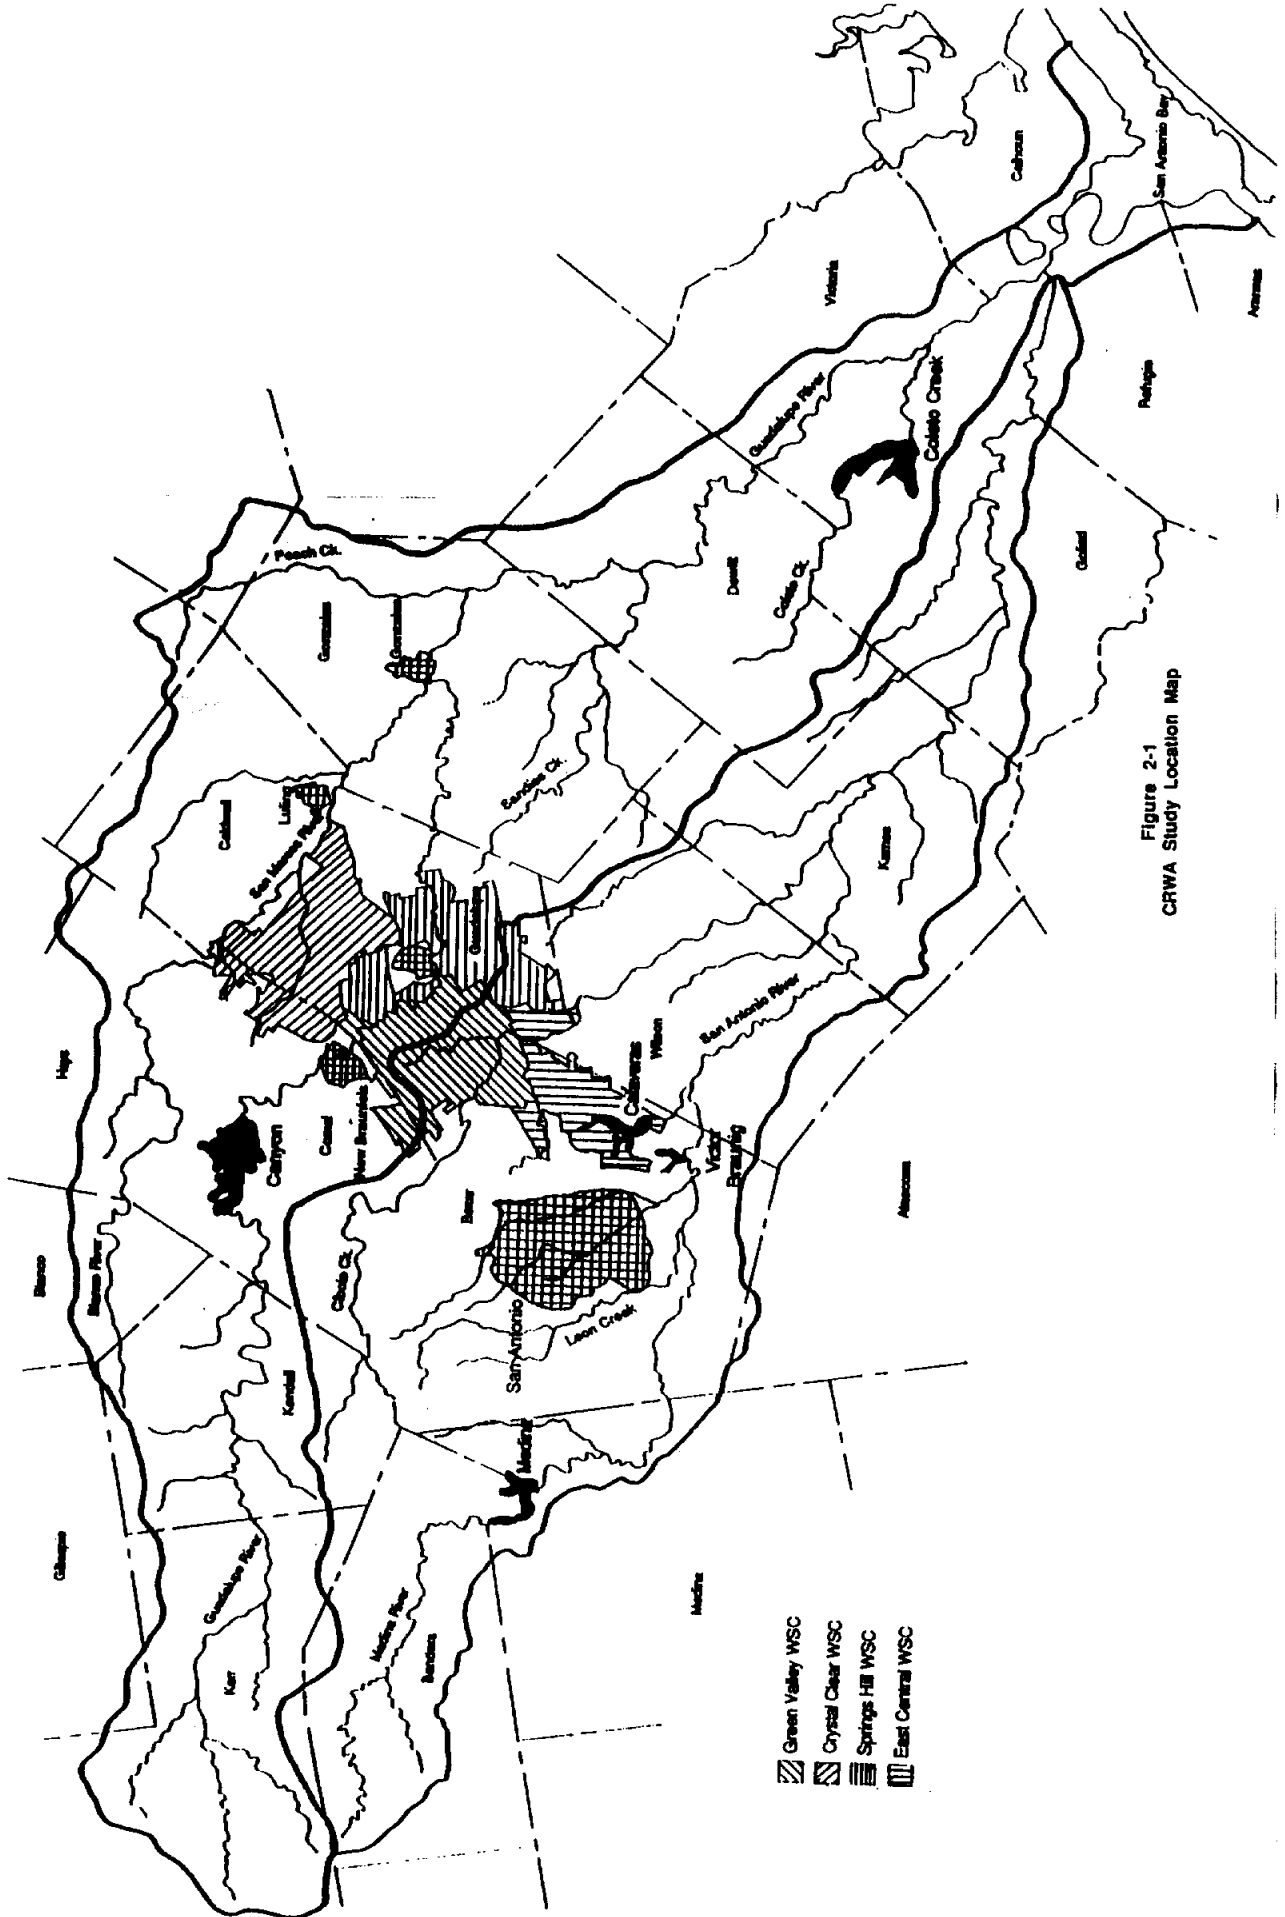 Gillespie
Blanco
Hays
Blanco River
Kerr
Guadalupe River
Kendall
Canyon
Comal
New Braunfels
Caldwell
Luling
San Marcos River
Peach Ck.
Gonzales
Gonzales
Medina River
Bandera
Cibolo Ck.
Medina
San Antonio
Leon Creek
Bexar
Guadalupe
Sandies Ck.
Calaveras
Wilson
Victor
Braunig
San Antonio River
Karnes
Dewitt
Coleto Ck.
Guadalupe River
Coleto Creek
Victoria
Calhoun
San Antonio Bay
Medina
Atascosa
Goliad
Refugio
Aransas
Green Valley WSC
Crystal Clear WSC
Springs Hill WSC
East Central WSC
Figure 2-1
CRWA Study Location Map